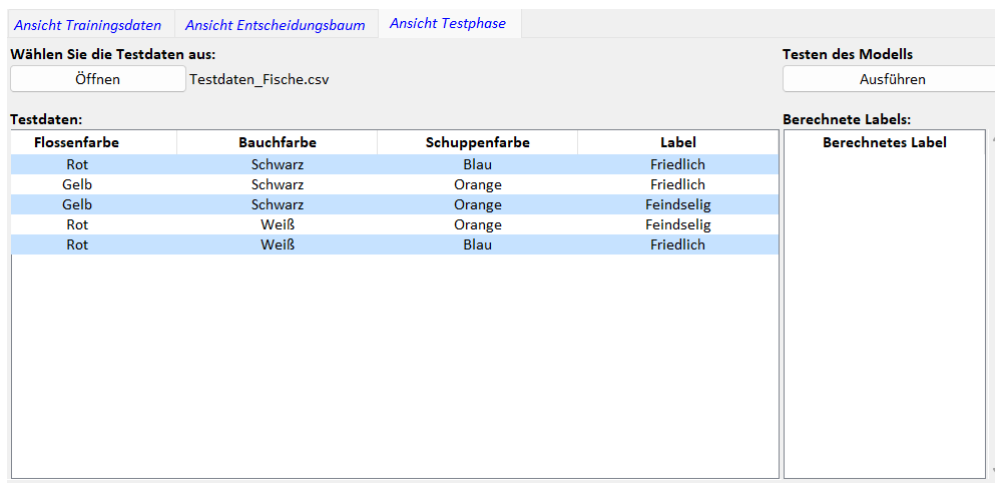 Ansicht Trainingsdaten Ansicht Entscheidungsbaum Ansicht Testphase
Wählen Sie die Testdaten aus: Testen des Modells
Öffnen Testdaten_Fische.csv Ausführen
Testdaten: Berechnete Labels:
Flossenfarbe Bauchfarbe Schuppenfarbe Label Berechnetes Label
Rot Schwarz Blau Friedlich
Gelb Schwarz Orange Friedlich
Gelb Schwarz Orange Feindselig
Rot Weiß Orange Feindselig
Rot Weiß Blau Friedlich